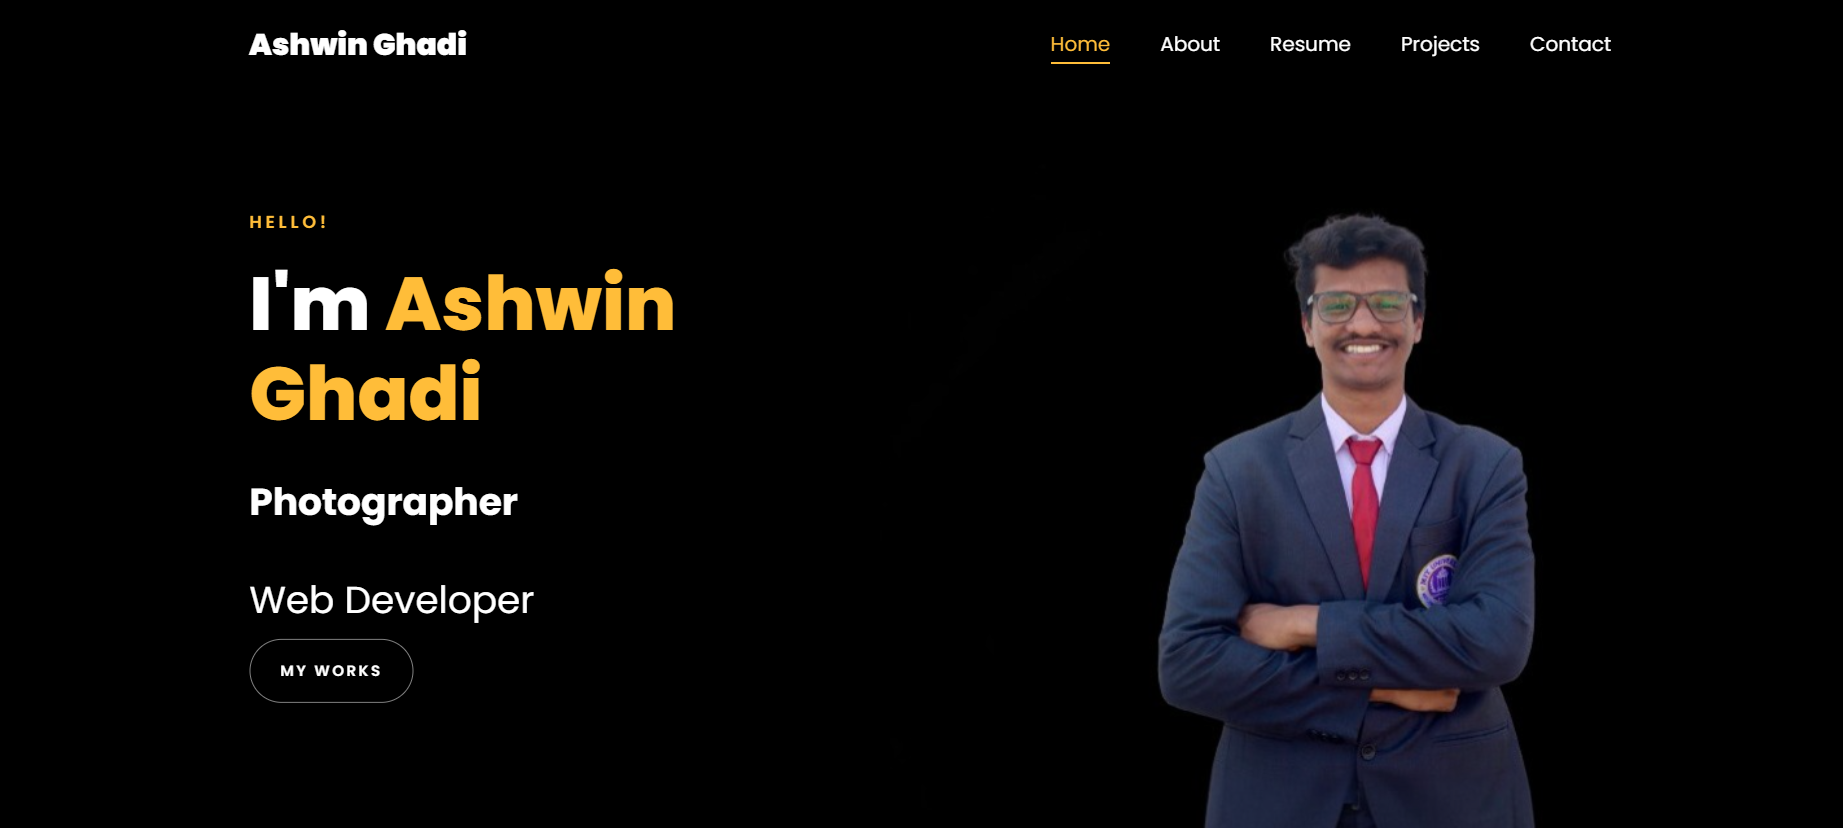 Ashwin Ghadi
Home About Resume Projects Contact
HELLO!
I'm Ashwin
Ghadi
Photographer
Web Developer
MY WORKS